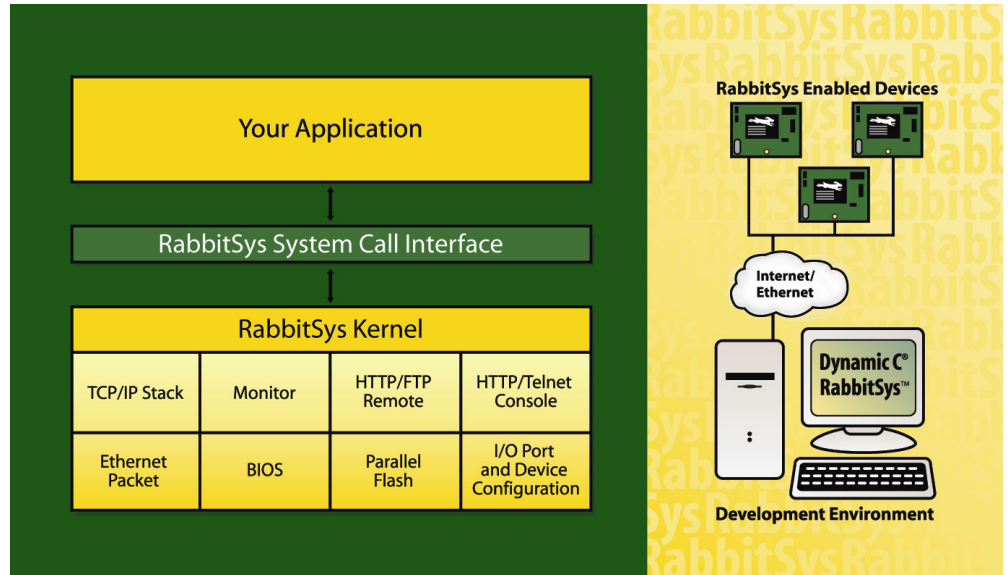 Your Application
RabbitSys System Call Interface
RabbitSys Kernel
TCP/IP Stack
Monitor
HTTP/FTP
Remote
HTTP/Telnet
Console
Ethernet
Packet
BIOS
Parallel
Flash
I/O Port
and Device
Configuration
RabbitSys Enabled Devices
Internet/
Ethernet
Dynamic C®
RabbitSys™
Development Environment